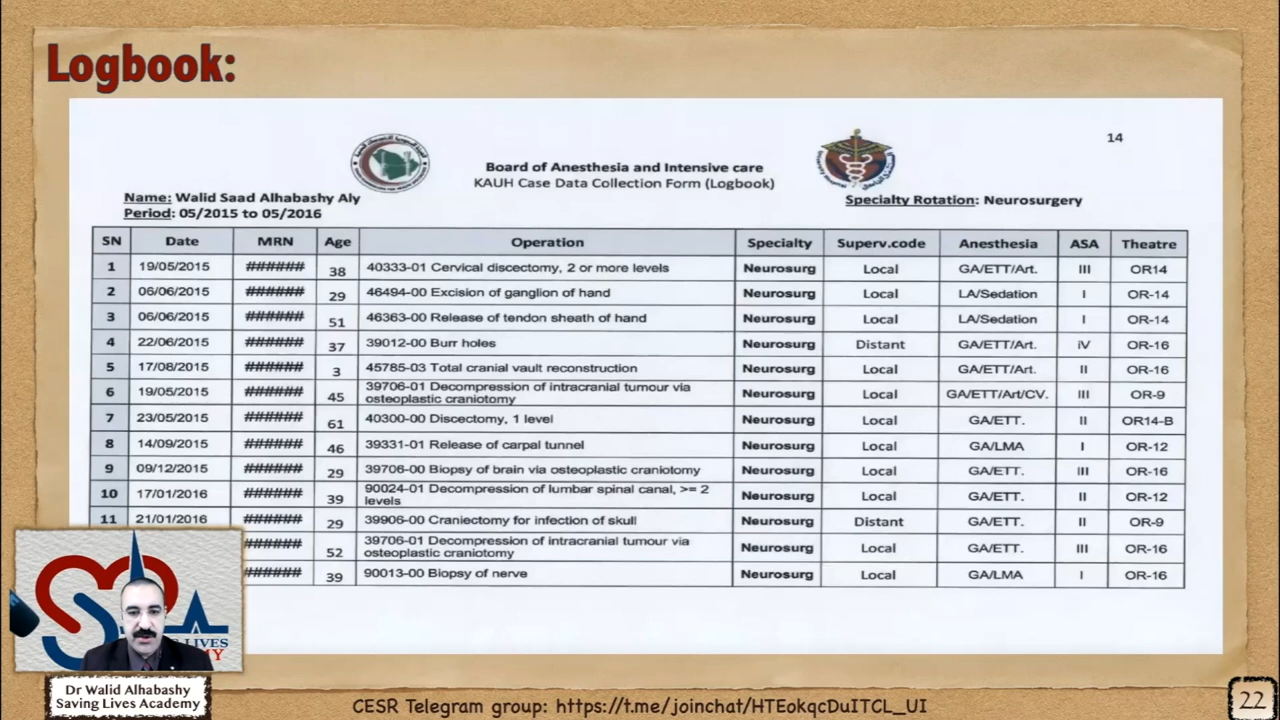 Logbook:
14
Board of Anesthesia and Intensive care
KAUH Case Data Collection Form (Logbook)
Name: Walid Saad Alhabashy Aly
Period: 05/2015 to 05/2016
Specialty Rotation: Neurosurgery
SN Date MRN Age Operation Specialty Superv.code Anesthesia ASA Theatre
1 19/05/2015 ###### 38 40333-01 Cervical discectomy, 2 or more levels Neurosurg Local GA/ETT/Art. III OR14
2 06/06/2015 ###### 29 46494-00 Excision of ganglion of hand Neurosurg Local LA/Sedation I OR-14
3 06/06/2015 ###### 51 46363-00 Release of tendon sheath of hand Neurosurg Local LA/Sedation I OR-14
4 22/06/2015 ###### 37 39012-00 Burr holes Neurosurg Distant GA/ETT/Art. iV OR-16
5 17/08/2015 ###### 3 45785-03 Total cranial vault reconstruction Neurosurg Local GA/ETT/Art. II OR-16
6 19/05/2015 ###### 45 39706-01 Decompression of intracranial tumour via osteoplastic craniotomy Neurosurg Local GA/ETT/Art/CV. III OR-9
7 23/05/2015 ###### 61 40300-00 Discectomy, 1 level Neurosurg Local GA/ETT. II OR14-B
8 14/09/2015 ###### 46 39331-01 Release of carpal tunnel Neurosurg Local GA/LMA I OR-12
9 09/12/2015 ###### 29 39706-00 Biopsy of brain via osteoplastic craniotomy Neurosurg Local GA/ETT. III OR-16
10 17/01/2016 ###### 39 90024-01 Decompression of lumbar spinal canal, >= 2 levels Neurosurg Local GA/ETT. II OR-12
11 21/01/2016 ###### 29 39906-00 Craniectomy for infection of skull Neurosurg Distant GA/ETT. II OR-9
###### 52 39706-01 Decompression of intracranial tumour via osteoplastic craniotomy Neurosurg Local GA/ETT. III OR-16
###### 39 90013-00 Biopsy of nerve Neurosurg Local GA/LMA I OR-16
LIVES
Dr Walid Alhabashy
Saving Lives Academy
CESR Telegram group: https://t.me/joinchat/HTEokqcDuITCL_UI
22